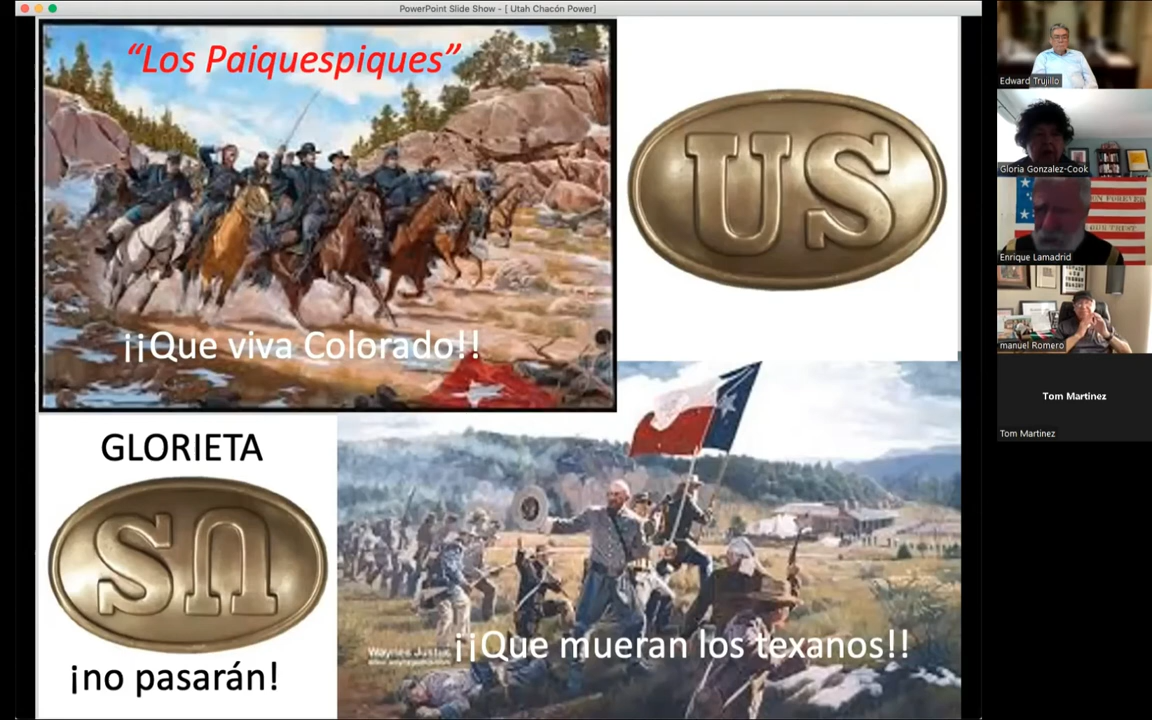 PowerPoint Slide Show - [ Utah Chacón Power]
“Los Paiquespiques”
¡¡Que viva Colorado!!
US
GLORIETA
SU
¡no pasarán!
¡¡Que mueran los texanos!!
Edward Trujillo
Gloria Gonzalez-Cook
Enrique Lamadrid
manuel Romero
Tom Martinez
Tom Martinez